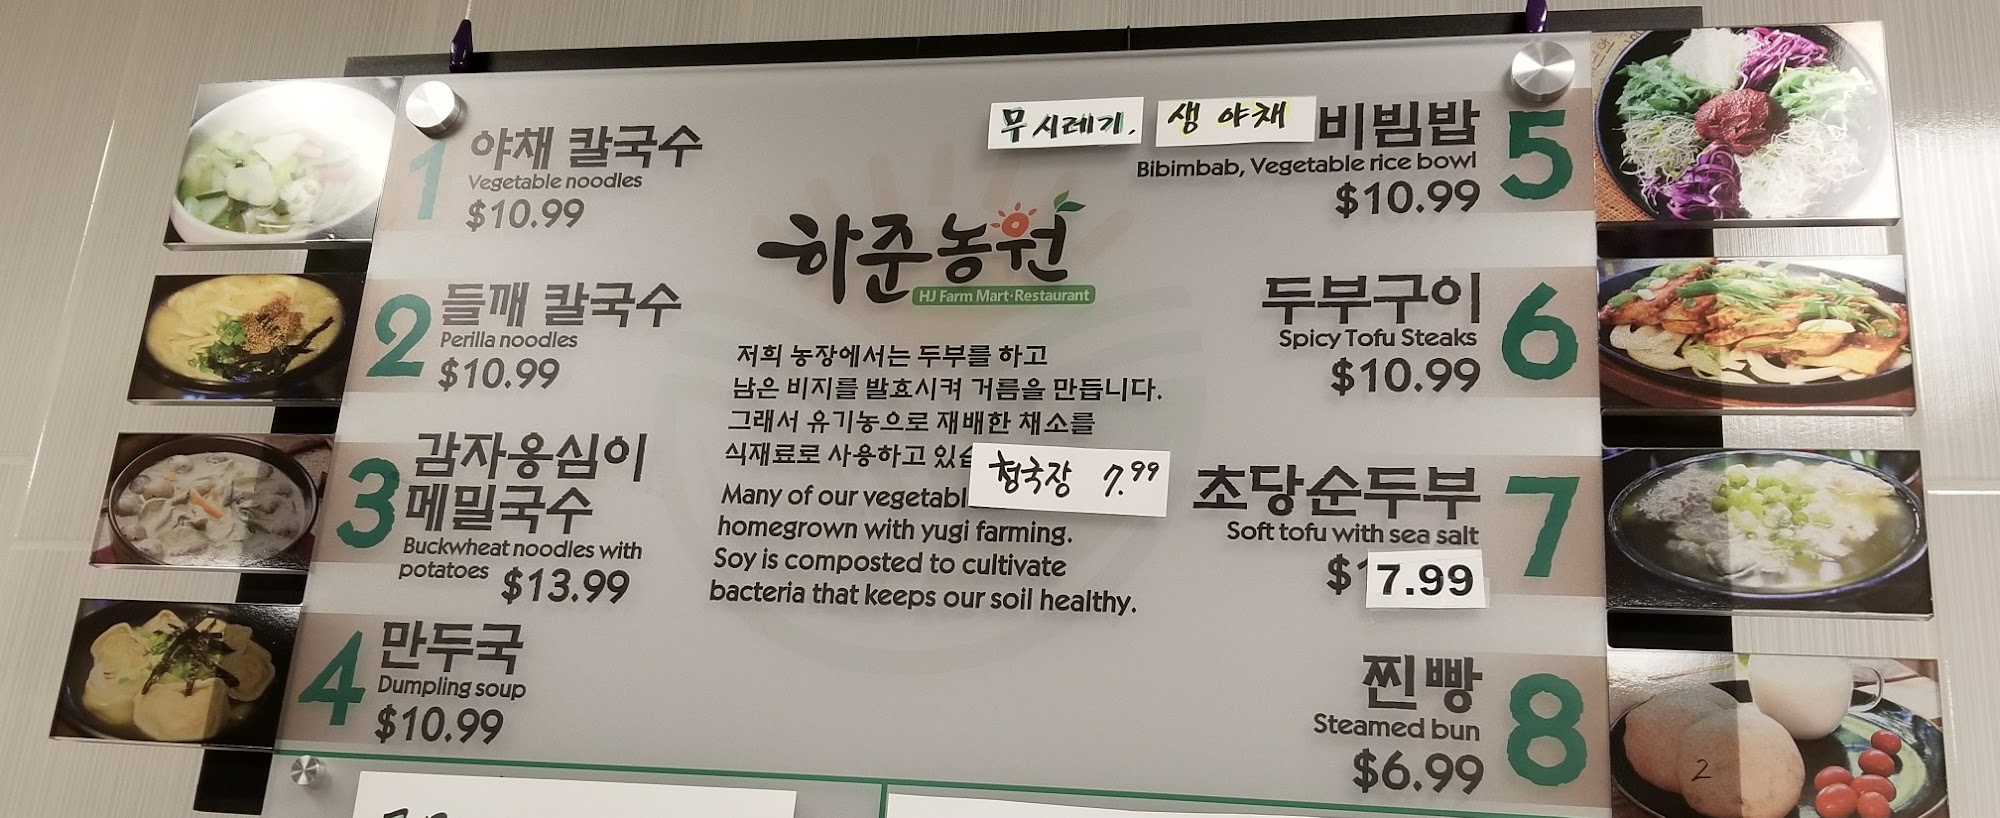 1
야채 칼국수
Vegetable noodles
$10.99
2
들깨 칼국수
Perilla noodles
$10.99
3
감자옹심이
메밀국수
Buckwheat noodles with
potatoes $13.99
4
만두국
Dumpling soup
$10.99
하준농원
HJ Farm Mart·Restaurant
저희 농장에서는 두부를 하고
남은 비지를 발효시켜 거름을 만듭니다.
그래서 유기농으로 재배한 채소를
식재료로 사용하고
청국장 7.99
Many of our
homegrown with yugi farming.
Soy is composted to cultivate
bacteria that keeps our soil healthy.
무시레기, 생 야채 비빔밥
5
Bibimbab, Vegetable rice bowl
$10.99
두부구이
6
Spicy Tofu Steaks
$10.99
초당순두부
7
Soft tofu with sea salt
$ 7.99
찐빵
8
Steamed bun
$6.99
2